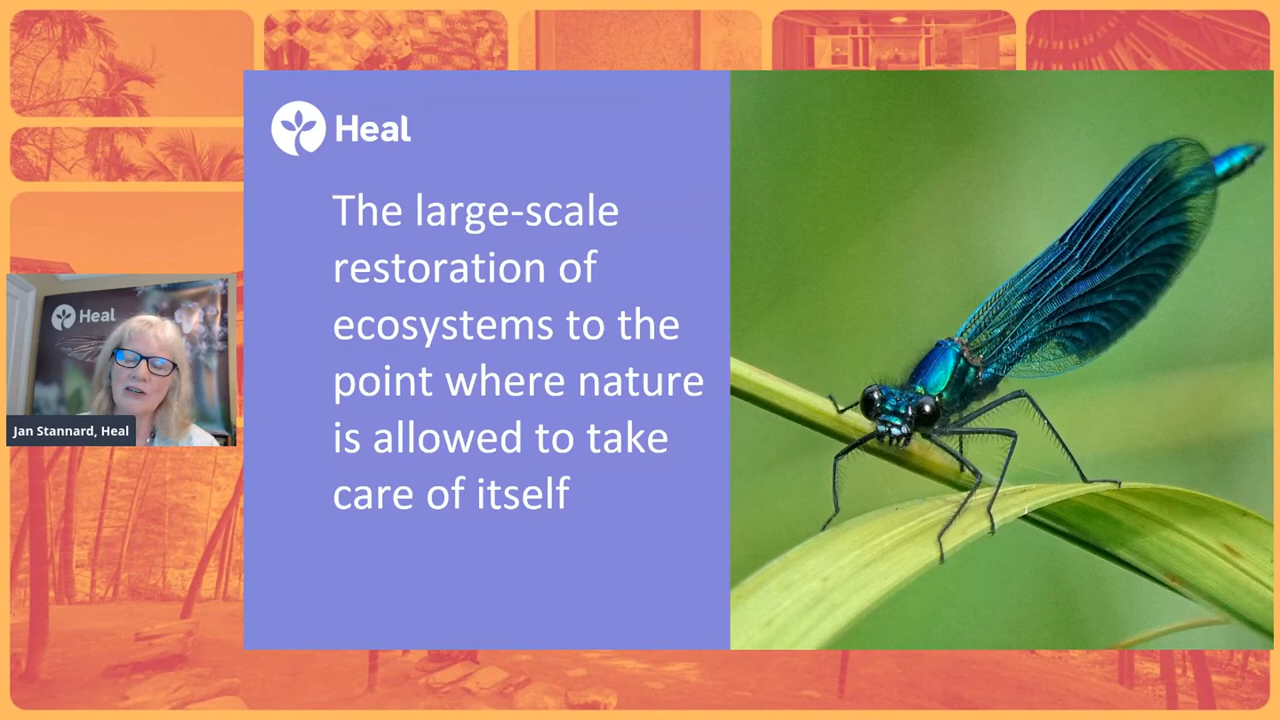 Heal
The large-scale
restoration of
ecosystems to the
point where nature
is allowed to take
care of itself
Heal
Jan Stannard, Heal